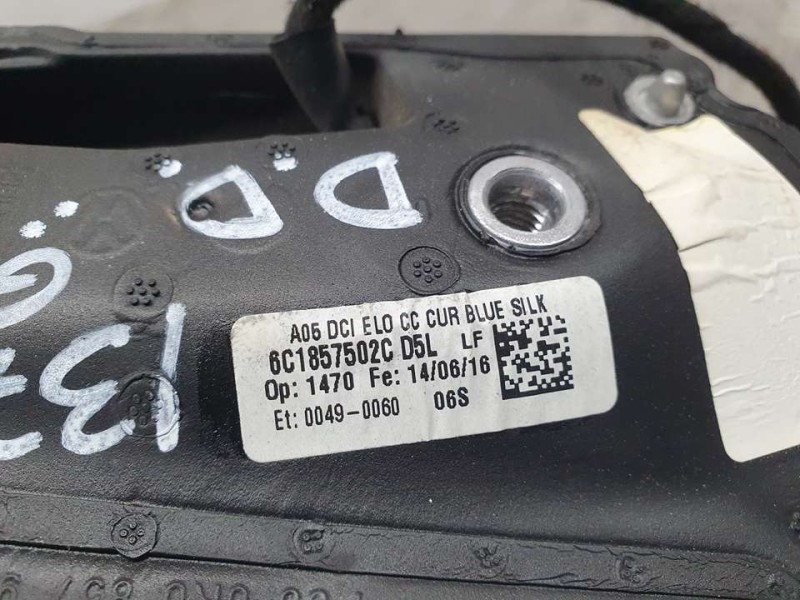 D.D
G
137
A05 DCI ELO CC CUR BLUE SILK
6C1857502C D5L LF
Op: 1470 Fe: 14/06/16
Et: 0049-0060 06S